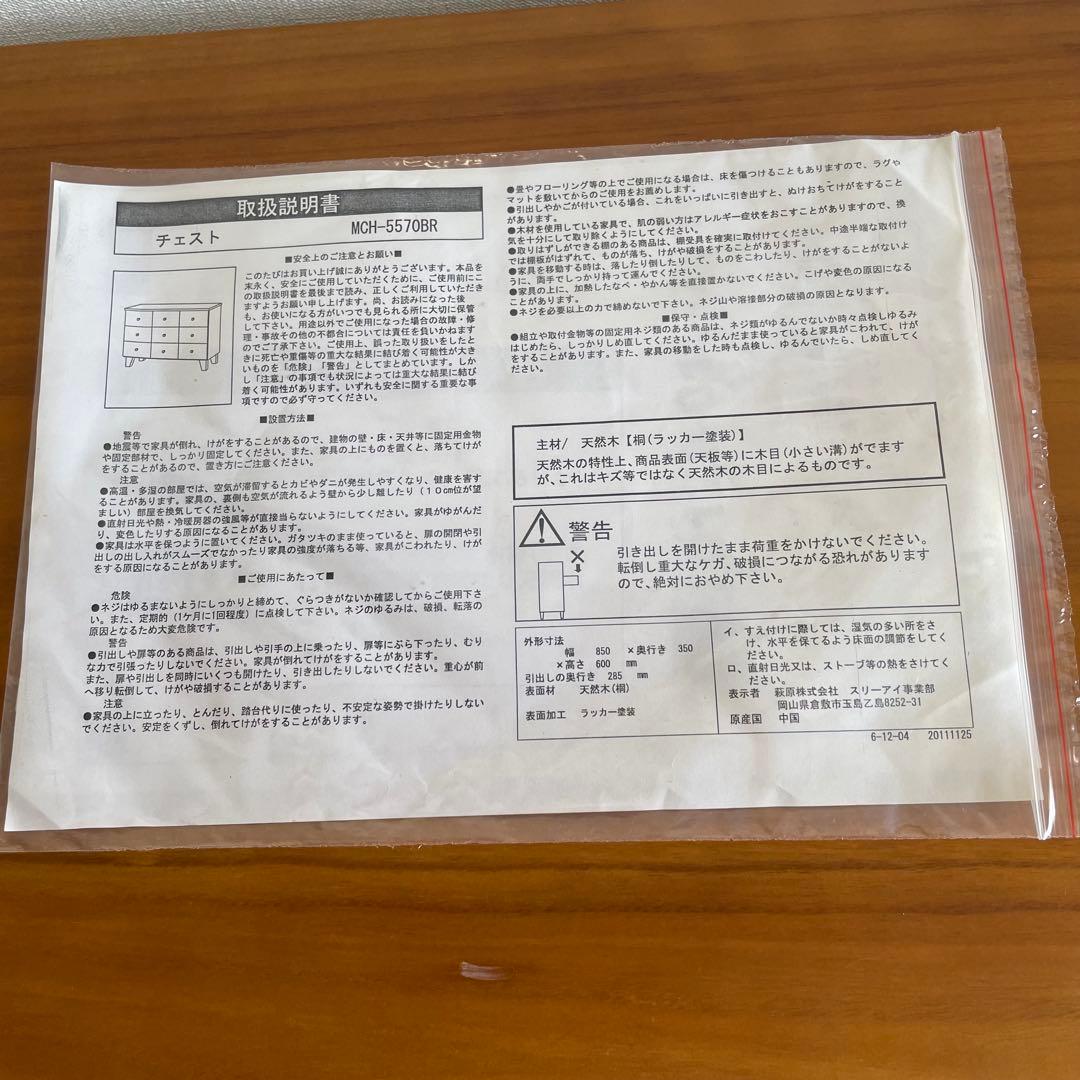 取扱説明書
チェスト MCH-5570BR
■安全上のご注意とお願い■
このたびはお買い上げ誠にありがとうございます。本品を
末永く、安全にご使用していただくために、ご使用前にこ
の取扱説明書を最後まで読み、正しくご利用していただき
ますようお願い申し上げます。尚、お読みになった後
も、お使いになる方がいつでも見られる所に大切に保管
して下さい。用途以外でご使用になった場合の故障・修
理・事故その他の不都合については責任を負いかねます
のでご了承下さい。ご使用上、誤った取り扱いをしたと
きに死亡や重傷等の重大な結果に結び着く可能性が大き
いものを「危険」「警告」としてまとめています。しか
し「注意」の事項でも状況によっては重大な結果に結び
着く可能性があります。いずれも安全に関する重要な事
項ですので必ず守ってください。
■設置方法■
警告
●地震等で家具が倒れ、けがをすることがあるので、建物の壁・床・天井等に固定用金物
や固定部材で、しっかり固定してください。また、家具の上にものを置くと、落ちてけが
をすることがあるので、置き方にご注意ください。
注意
●高温・多湿の部屋では、空気が滞留するとカビやダニが発生しやすくなり、健康を害す
ることがあります。家具の、裏側も空気が流れるよう壁から少し離したり（１０cm位が望
ましい）部屋を換気してください。
●直射日光や熱・冷暖房器の強風等が直接当らないようにしてください。家具がゆがんだ
り、変色したりする原因になることがあります。
●家具は水平を保つように置いてください。ガタツキのまま使っていると、扉の開閉や引
出しの出し入れがスムーズでなかったり家具の強度が落ちる等、家具がこわれたり、けが
をする原因になることがあります。
■ご使用にあたって■
危険
●ネジはゆるまないようにしっかりと締めて、ぐらつきがないか確認してからご使用下さ
い。また、定期的（1ケ月に1回程度）に点検して下さい。ネジのゆるみは、破損、転落の
原因となるため大変危険です。
警告
●引出しや扉等のある商品は、引出しや引手の上に乗ったり、扉等にぶら下ったり、むり
な力で引張ったりしないでください。家具が倒れてけがをすることがあります。
また、扉や引出しを同時にいくつも開けたり、引き出したりしないでください。重心が前
へ移り転倒して、けがや破損することがあります。
注意
●家具の上に立ったり、とんだり、踏台代りに使ったり、不安定な姿勢で掛けたりしない
でください。安定をくずし、倒れてけがをすることがあります。
●畳やフローリング等の上でご使用になる場合は、床を傷つけることもありますので、ラグや
マットを敷いてからのご使用をお薦めします。
●引出しやかごが付いている場合、これをいっぱいに引き出すと、ぬけおちてけがをすること
があります。
●木材を使用している家具で、肌の弱い方はアレルギー症状をおこすことがありますので、換
気を十分にして取り除くようにしてください。
●取りはずしができる棚のある商品は、棚受具を確実に取付けてください。中途半端な取付け
では棚板がはずれて、ものが落ち、けがや破損をすることがあります。
●家具を移動する時は、落したり倒したりして、ものをこわしたり、けがをすることがないよ
うに、両手でしっかり持って運んでください。
●家具の上に、加熱したなべ・やかん等を直接置かないでください。こげや変色の原因になる
ことがあります。
●ネジを必要以上の力で締めないで下さい。ネジ山や溶接部分の破損の原因となります。
■保守・点検■
●組立や取付金物等の固定用ネジ類のある商品は、ネジ類がゆるんでないか時々点検しゆるみ
はじめたら、しっかりしめ直してください。ゆるんだまま使っていると家具がこわれて、けが
をすることがあります。また、家具の移動をした時も点検し、ゆるんでいたら、しめ直してく
ださい。
主材/ 天然木【桐(ラッカー塗装)】
天然木の特性上、商品表面(天板等)に木目(小さい溝)がでます
が、これはキズ等ではなく天然木の木目によるものです。
警告
引き出しを開けたまま荷重をかけないでください。
転倒し重大なケガ、破損につながる恐れがあります
ので、絶対におやめ下さい。
外形寸法
幅 850 ×奥行き 350
×高さ 600 mm
引出しの奥行き 285 mm
表面材 天然木(桐)
表面加工 ラッカー塗装
イ、すえ付けに際しては、湿気の多い所をさ
け、水平を保てるよう床面の調節をしてく
ださい。
ロ、直射日光又は、ストーブ等の熱をさけてく
ださい。
表示者 萩原株式会社 スリーアイ事業部
岡山県倉敷市玉島乙島8252-31
原産国 中国
6-12-04 20111125